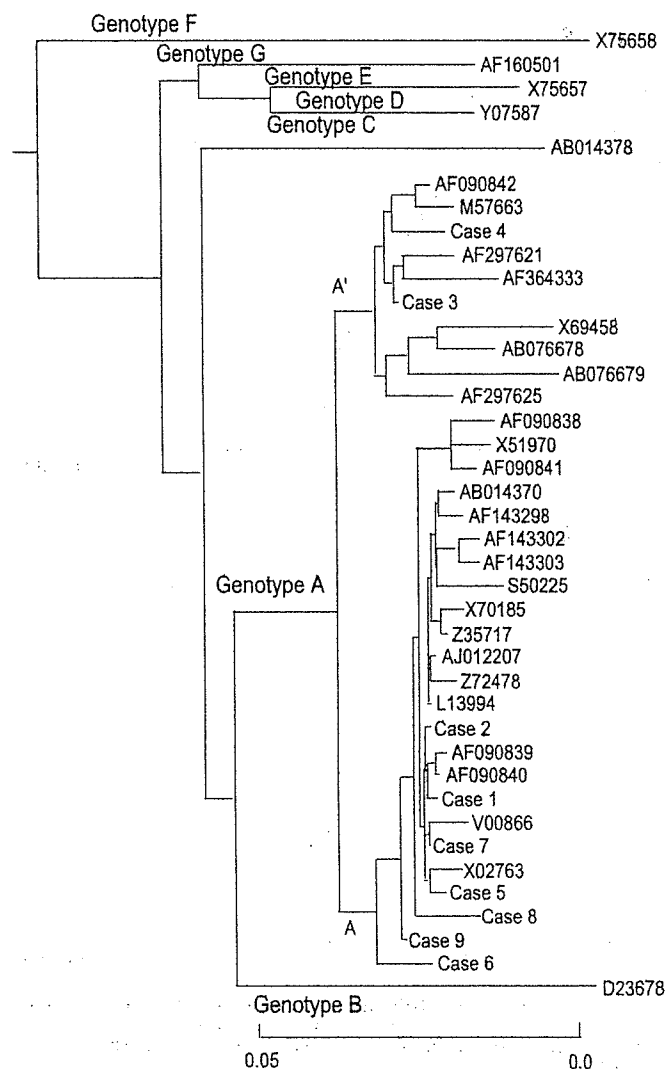 Genotype F
X75658
Genotype G
AF160501
Genotype E
X75657
Genotype D
Y07587
Genotype C
AB014378
AF090842
M57663
Case 4
AF297621
A'
AF364333
Case 3
X69458
AB076678
AB076679
AF297625
AF090838
X51970
AF090841
AB014370
AF143298
AF143302
AF143303
Genotype A
S50225
X70185
Z35717
AJ012207
Z72478
L13994
Case 2
AF090839
AF090840
Case 1
V00866
Case 7
X02763
Case 5
Case 8
A
Case 9
Case 6
D23678
Genotype B
0.05 0.0